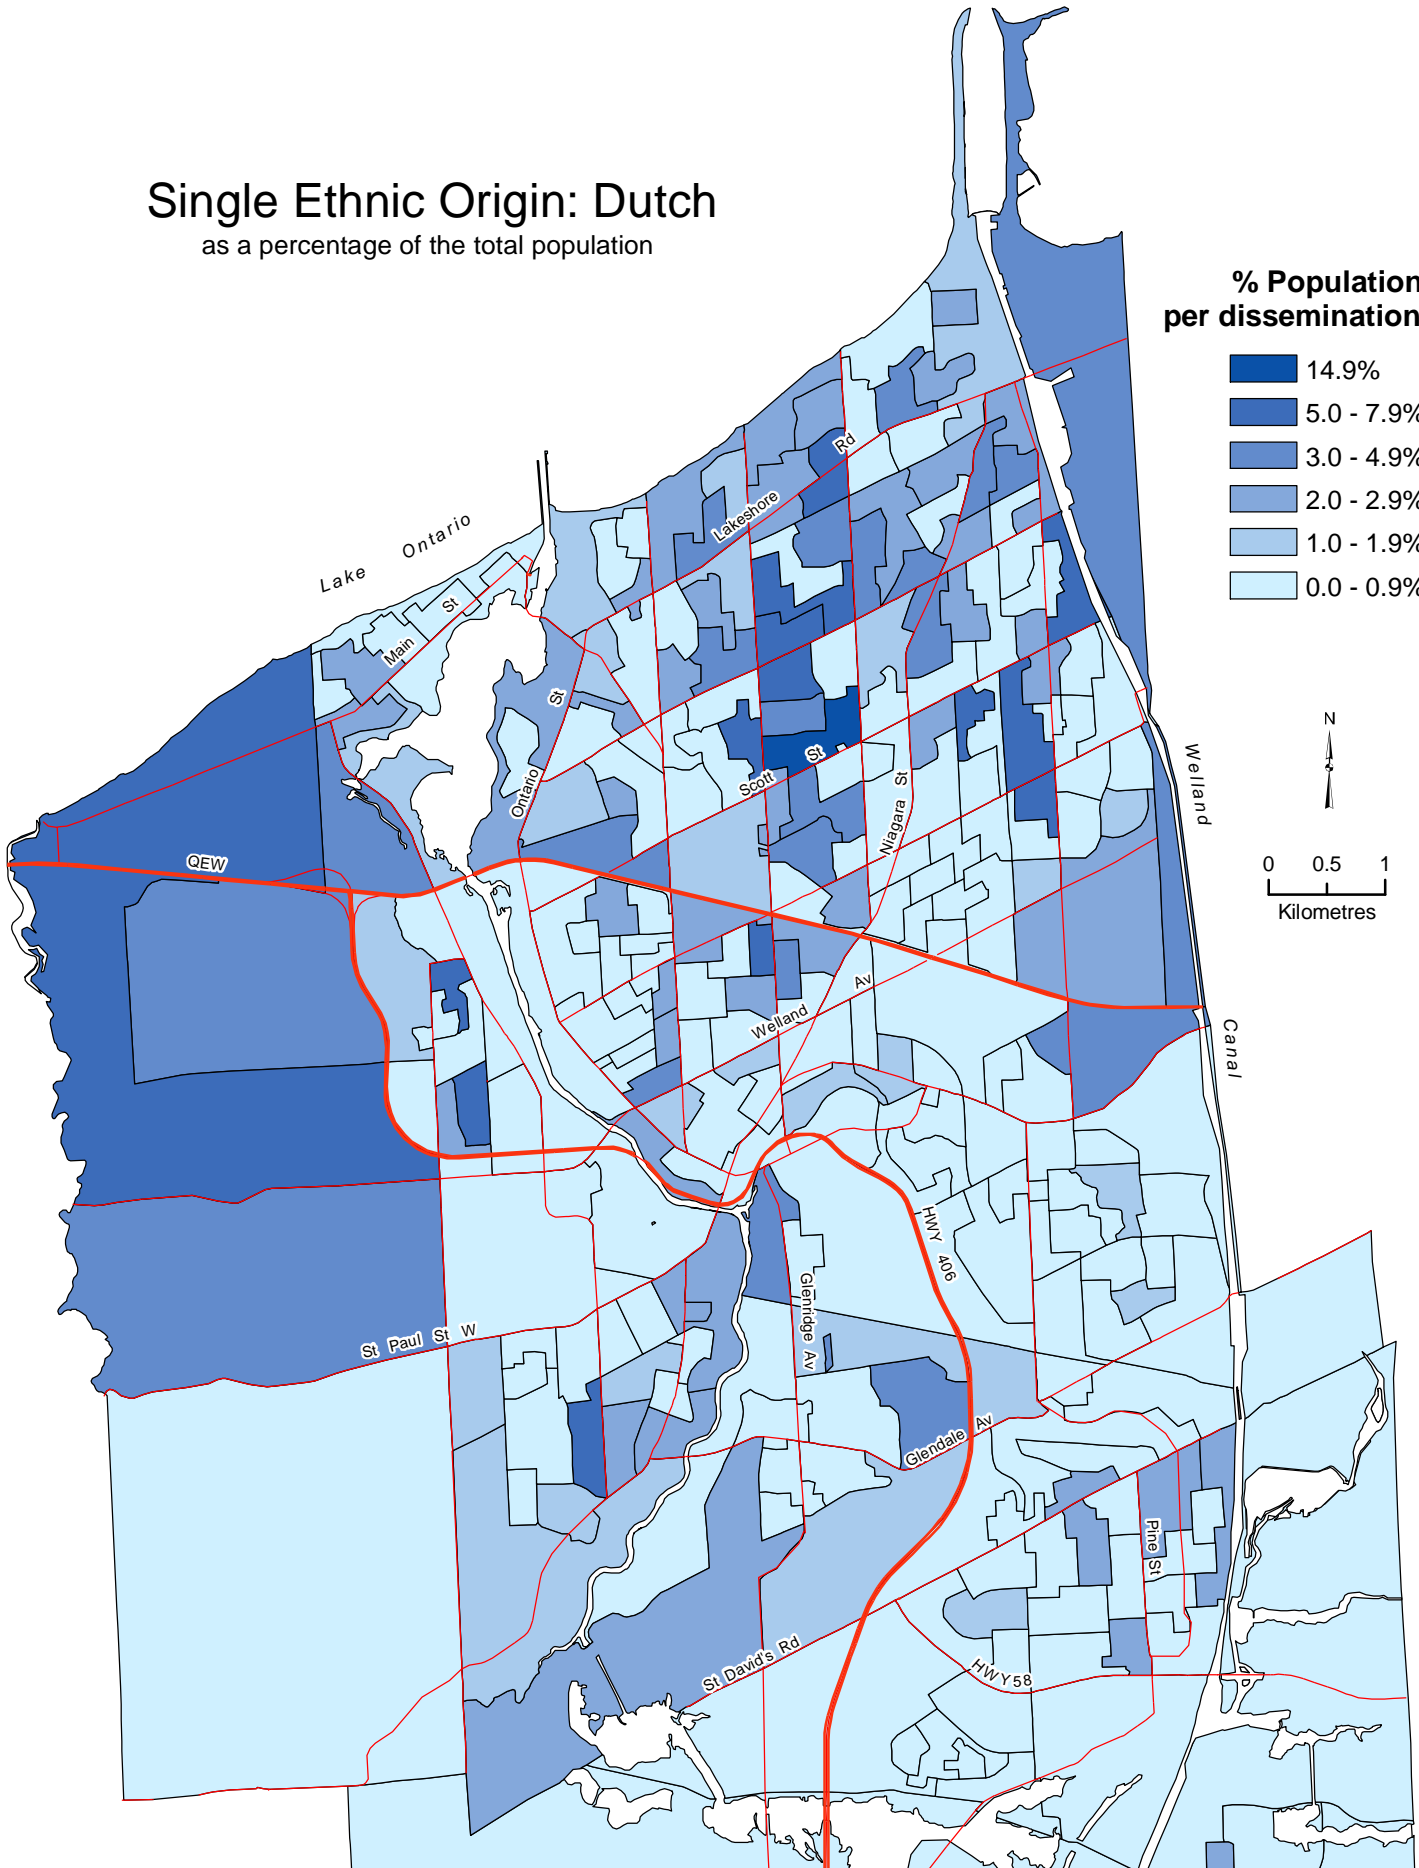 Single Ethnic Origin: Dutch
as a percentage of the total population
% Population
per dissemination
14.9%
5.0 - 7.9%
3.0 - 4.9%
2.0 - 2.9%
1.0 - 1.9%
0.0 - 0.9%
Rd
Lakeshore
Lake Ontario
St
Main
St
N
Ontario
Scott St
Niagara St
Welland
QEW
0 0.5 1
Kilometres
Welland Av
Canal
HWY 406
Glenridge Av
St Paul St W
Glendale Av
Pine St
St David's Rd
HWY58